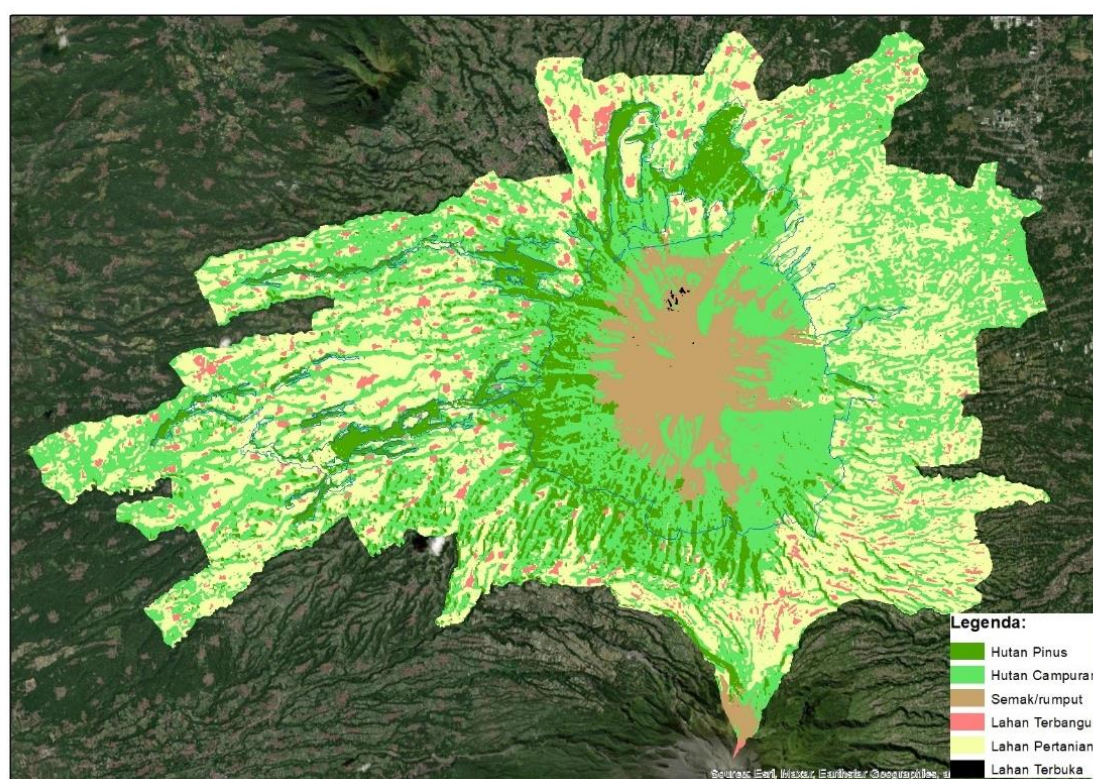 Legenda:
Hutan Pinus
Hutan Campuran
Semak/rumput
Lahan Terbangu
Lahan Pertanian
Lahan Terbuka
Source: Esri, Maxar, Earthstar Geographics, a